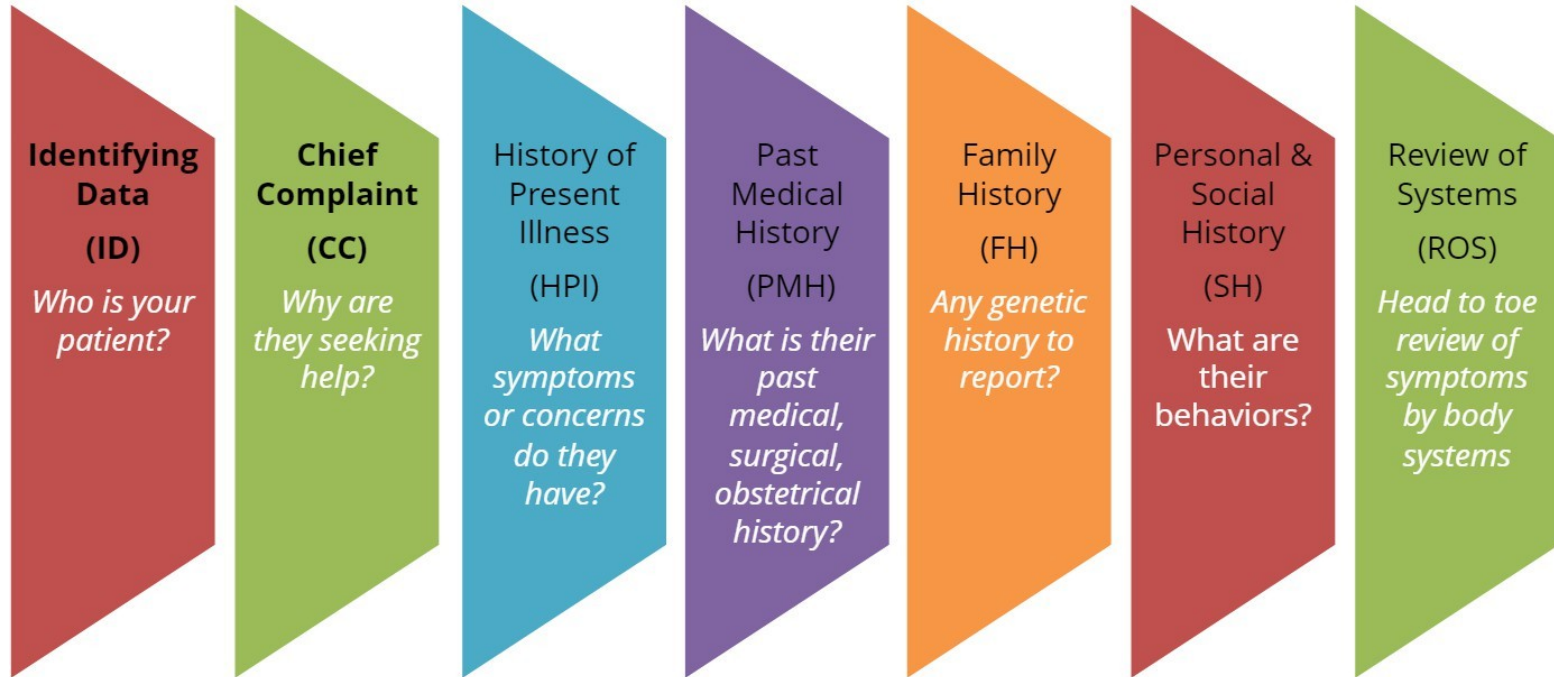 Identifying
Data
(ID)
Who is your
patient?
Chief
Complaint
(CC)
Why are
they seeking
help?
History of
Present
Illness
(HPI)
What
symptoms
or concerns
do they
have?
Past
Medical
History
(PMH)
What is their
past
medical,
surgical,
obstetrical
history?
Family
History
(FH)
Any genetic
history to
report?
Personal &
Social
History
(SH)
What are
their
behaviors?
Review of
Systems
(ROS)
Head to toe
review of
symptoms
by body
systems